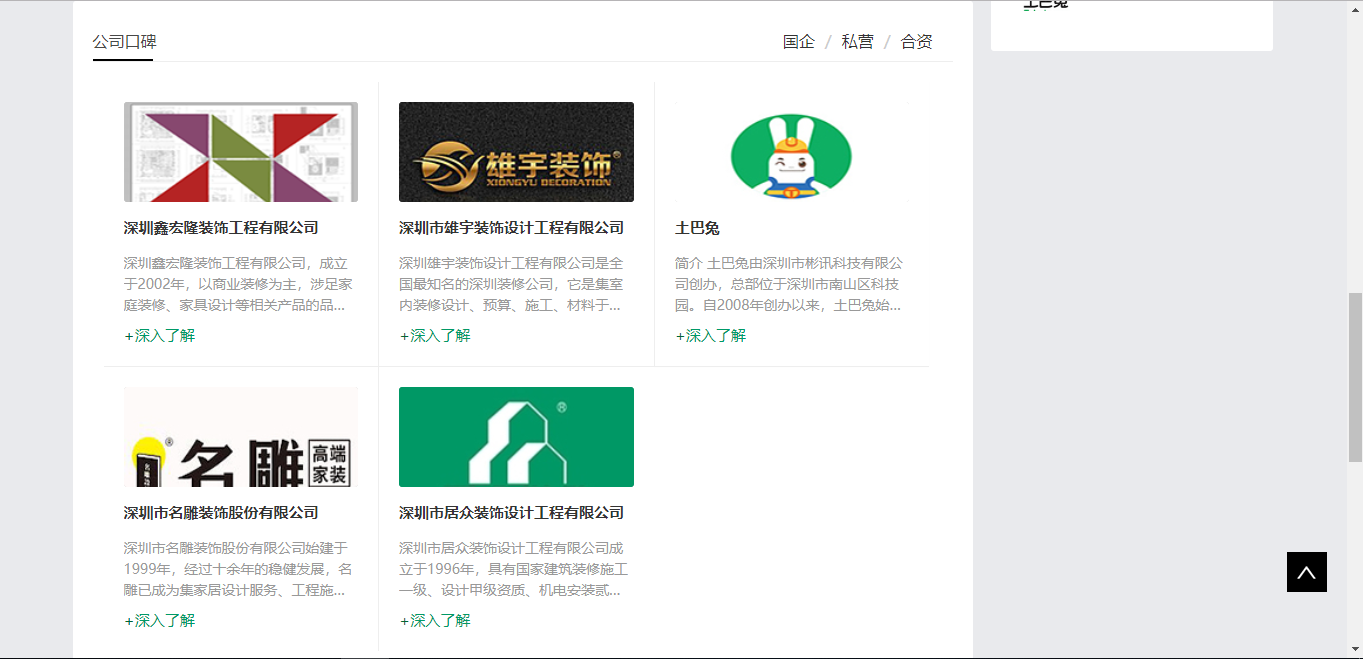 土巴兔
公司口碑
国企 / 私营 / 合资
雄宇装饰®
XIONGYU DECORATION
深圳鑫宏隆装饰工程有限公司
深圳鑫宏隆装饰工程有限公司，成立
于2002年，以商业装修为主，涉足家
庭装修、家具设计等相关产品的品...
+深入了解
深圳市雄宇装饰设计工程有限公司
深圳雄宇装饰设计工程有限公司是全
国最知名的深圳装修公司，它是集室
内装修设计、预算、施工、材料于...
+深入了解
土巴兔
简介 土巴兔由深圳市彬讯科技有限公
司创办，总部位于深圳市南山区科技
园。自2008年创办以来，土巴兔始...
+深入了解
® 名雕 高端
家装
深圳市名雕装饰股份有限公司
深圳市名雕装饰股份有限公司始建于
1999年，经过十余年的稳健发展，名
雕已成为集家居设计服务、工程施...
+深入了解
®
深圳市居众装饰设计工程有限公司
深圳市居众装饰设计工程有限公司成
立于1996年，具有国家建筑装修施工
一级、设计甲级资质、机电安装贰...
+深入了解